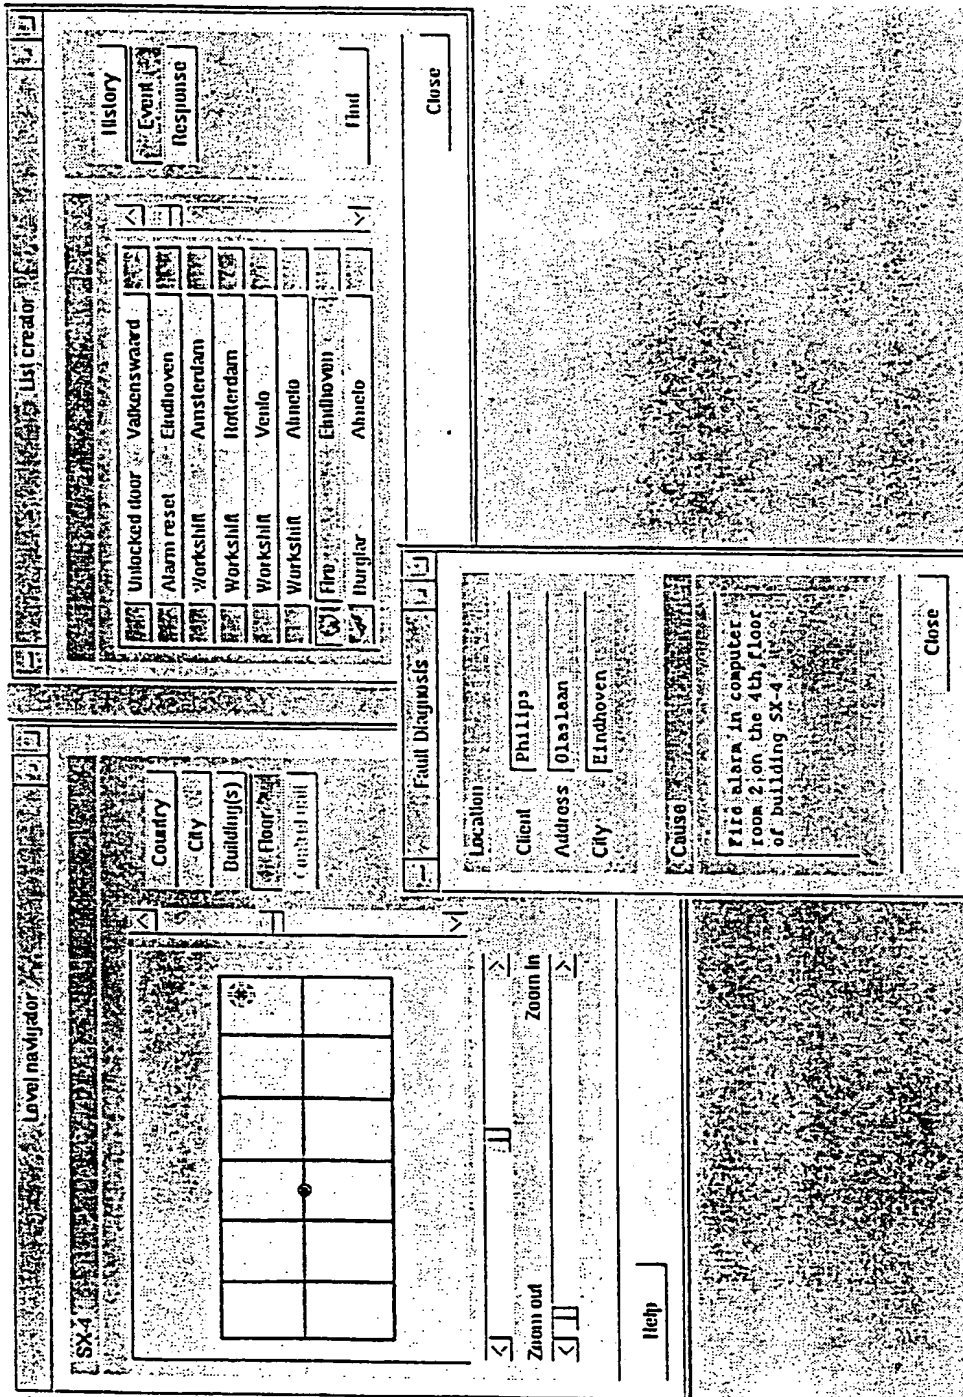 Level navigator
SX-4
Country
City
Building(s)
Floor
Control unit
Zoom out
Zoom in
Help
List creator
Unlocked door Valkenswaard
Alarm reset Eindhoven
Workshift Amsterdam
Workshift Rotterdam
Workshift Venlo
Workshift Almelo
Fire Eindhoven
Burglar Almelo
History
Event
Response
Find
Close
Fault Diagnosis
Location
Client Philips
Address Olaslaan
City Eindhoven
Cause
Fire alarm in computer
room 2 on the 4th floor
of building SX-4
Close